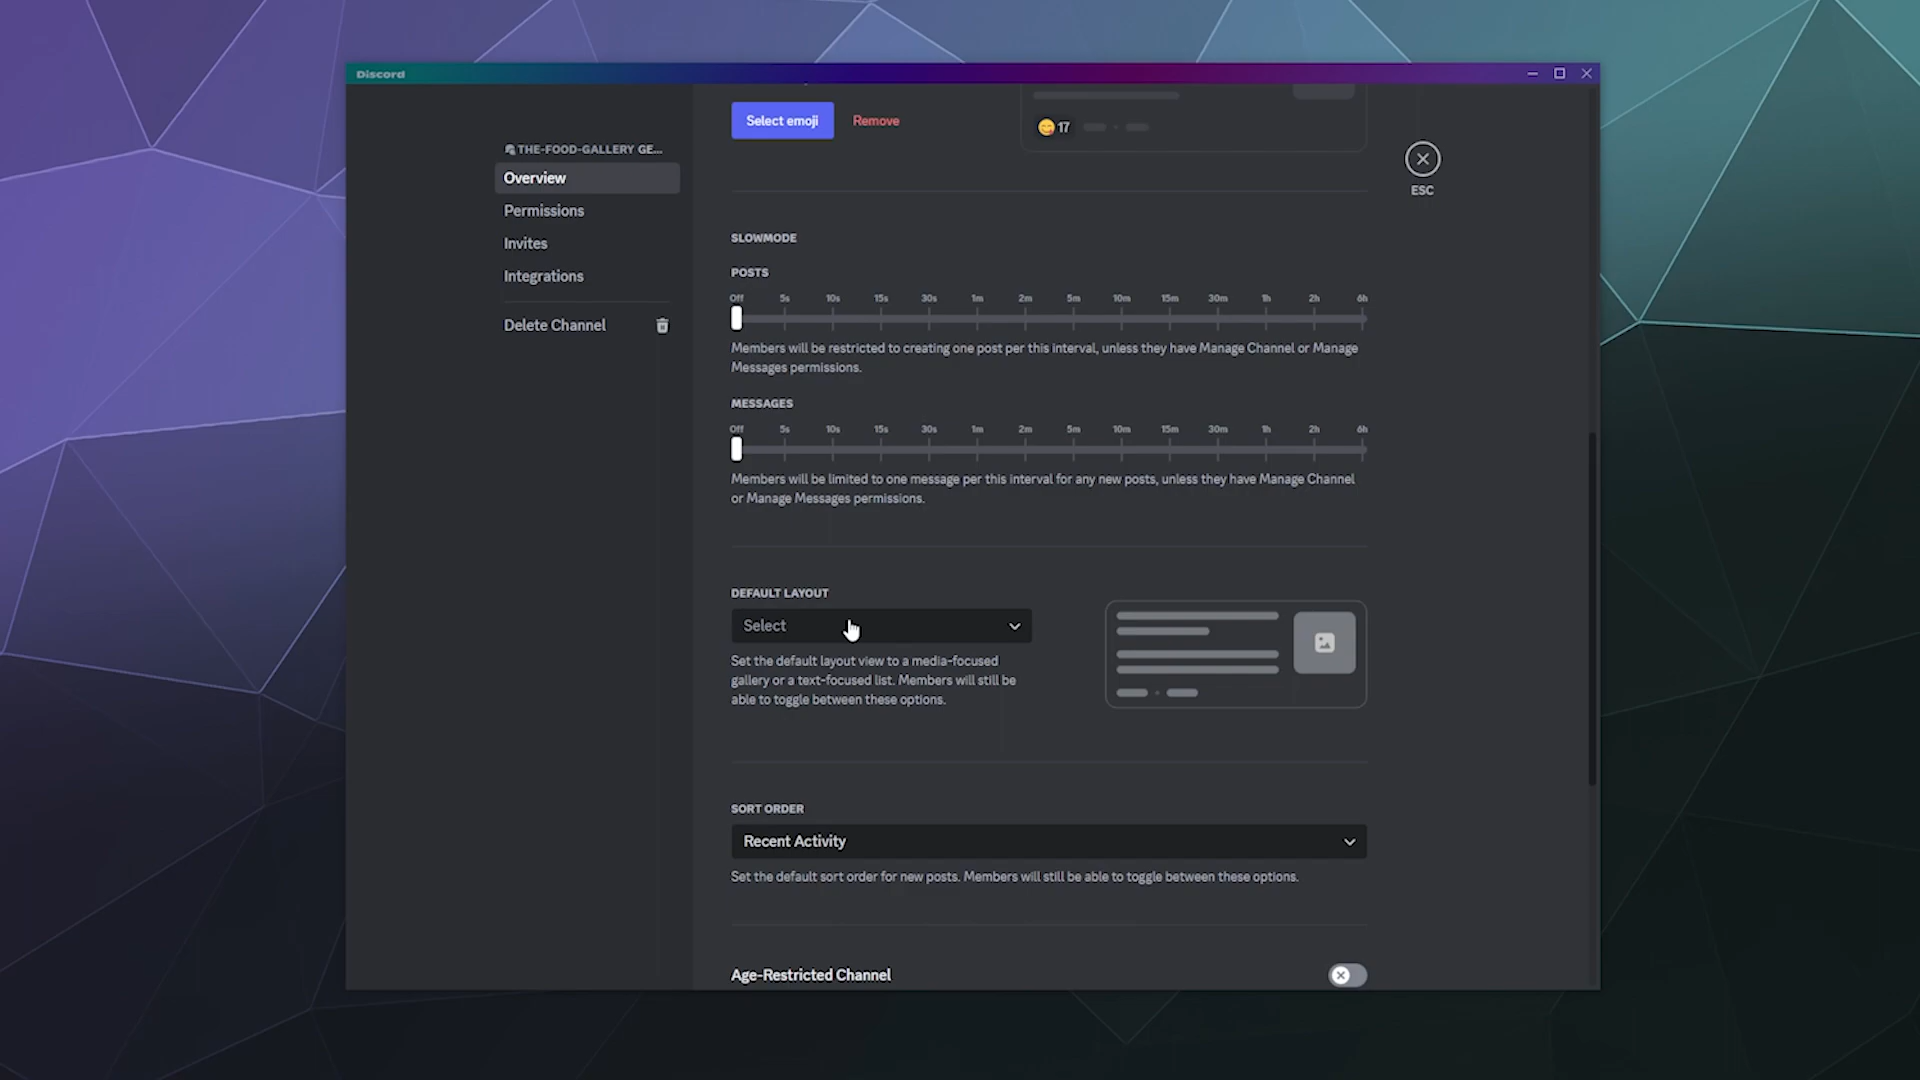 Discord
THE-FOOD-GALLERY GE...
Overview
Permissions
Invites
Integrations
Delete Channel
Select emoji
Remove
17
ESC
SLOWMODE
POSTS
Off 5s 10s 15s 30s 1m 2m 5m 10m 15m 30m 1h 2h 6h
Members will be restricted to creating one post per this interval, unless they have Manage Channel or Manage
Messages permissions.
MESSAGES
Off 5s 10s 15s 30s 1m 2m 5m 10m 15m 30m 1h 2h 6h
Members will be limited to one message per this interval for any new posts, unless they have Manage Channel
or Manage Messages permissions.
DEFAULT LAYOUT
Select
Set the default layout view to a media-focused
gallery or a text-focused list. Members will still be
able to toggle between these options.
SORT ORDER
Recent Activity
Set the default sort order for new posts. Members will still be able to toggle between these options.
Age-Restricted Channel